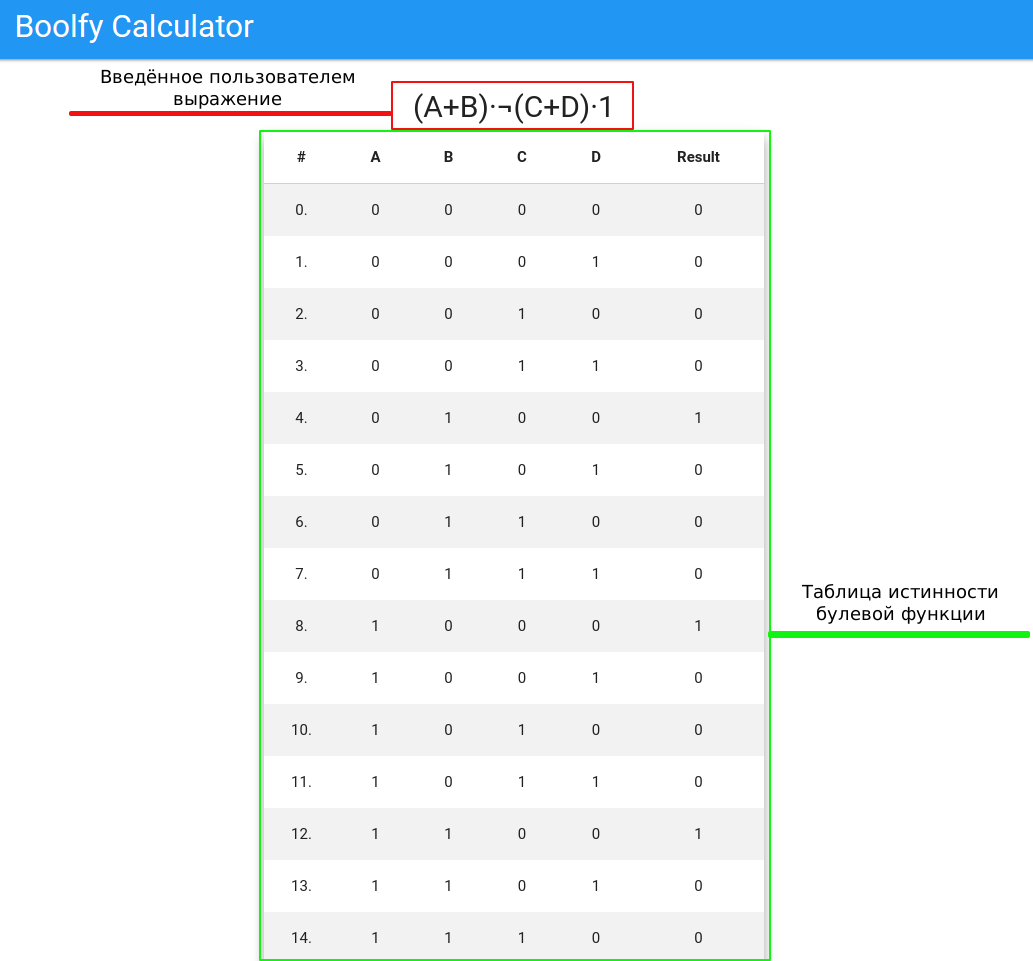 Boolfy Calculator
Введённое пользователем
выражение
(A+B)·¬(C+D)·1
# A B C D Result
0. 0 0 0 0 0
1. 0 0 0 1 0
2. 0 0 1 0 0
3. 0 0 1 1 0
4. 0 1 0 0 1
5. 0 1 0 1 0
6. 0 1 1 0 0
7. 0 1 1 1 0
8. 1 0 0 0 1
9. 1 0 0 1 0
10. 1 0 1 0 0
11. 1 0 1 1 0
12. 1 1 0 0 1
13. 1 1 0 1 0
14. 1 1 1 0 0
Таблица истинности
булевой функции